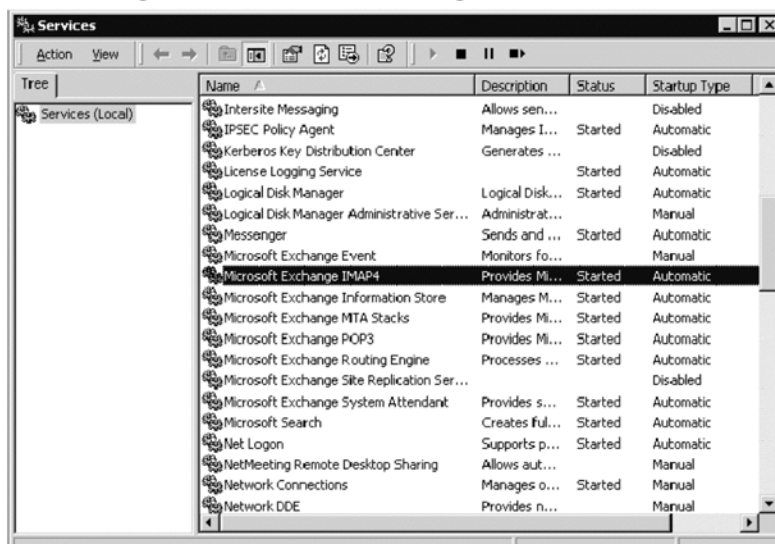 Services
Action View
Tree
Name Description Status Startup Type
Services (Local)
Intersite Messaging Allows sen... Disabled
IPSEC Policy Agent Manages I... Started Automatic
Kerberos Key Distribution Center Generates ... Disabled
License Logging Service Started Automatic
Logical Disk Manager Logical Disk... Started Automatic
Logical Disk Manager Administrative Ser... Administrat... Manual
Messenger Sends and ... Started Automatic
Microsoft Exchange Event Monitors fo... Manual
Microsoft Exchange IMAP4 Provides Mi... Started Automatic
Microsoft Exchange Information Store Manages M... Started Automatic
Microsoft Exchange MTA Stacks Provides Mi... Started Automatic
Microsoft Exchange POP3 Provides Mi... Started Automatic
Microsoft Exchange Routing Engine Processes ... Started Automatic
Microsoft Exchange Site Replication Ser... Disabled
Microsoft Exchange System Attendant Provides s... Started Automatic
Microsoft Search Creates ful... Started Automatic
Net Logon Supports p... Started Automatic
NetMeeting Remote Desktop Sharing Allows aut... Manual
Network Connections Manages o... Started Manual
Network DDE Provides n... Manual